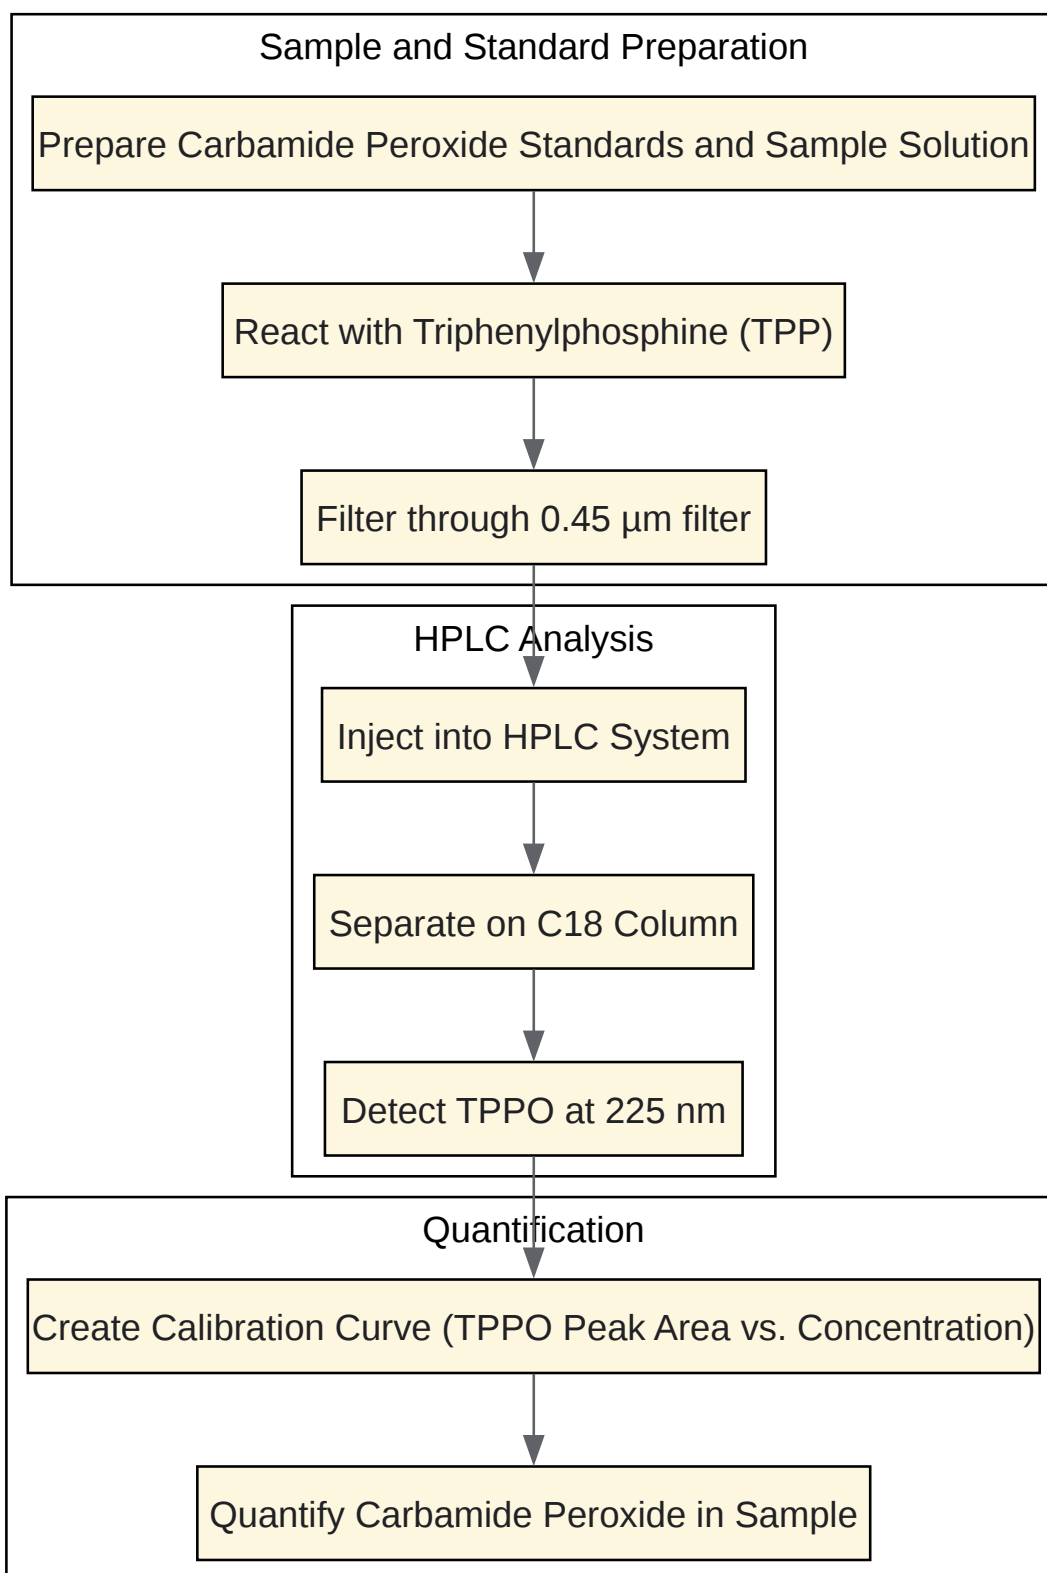 Sample and Standard Preparation
Prepare Carbamide Peroxide Standards and Sample Solution
React with Triphenylphosphine (TPP)
Filter through 0.45 µm filter
HPLC Analysis
Inject into HPLC System
Separate on C18 Column
Detect TPPO at 225 nm
Quantification
Create Calibration Curve (TPPO Peak Area vs. Concentration)
Quantify Carbamide Peroxide in Sample